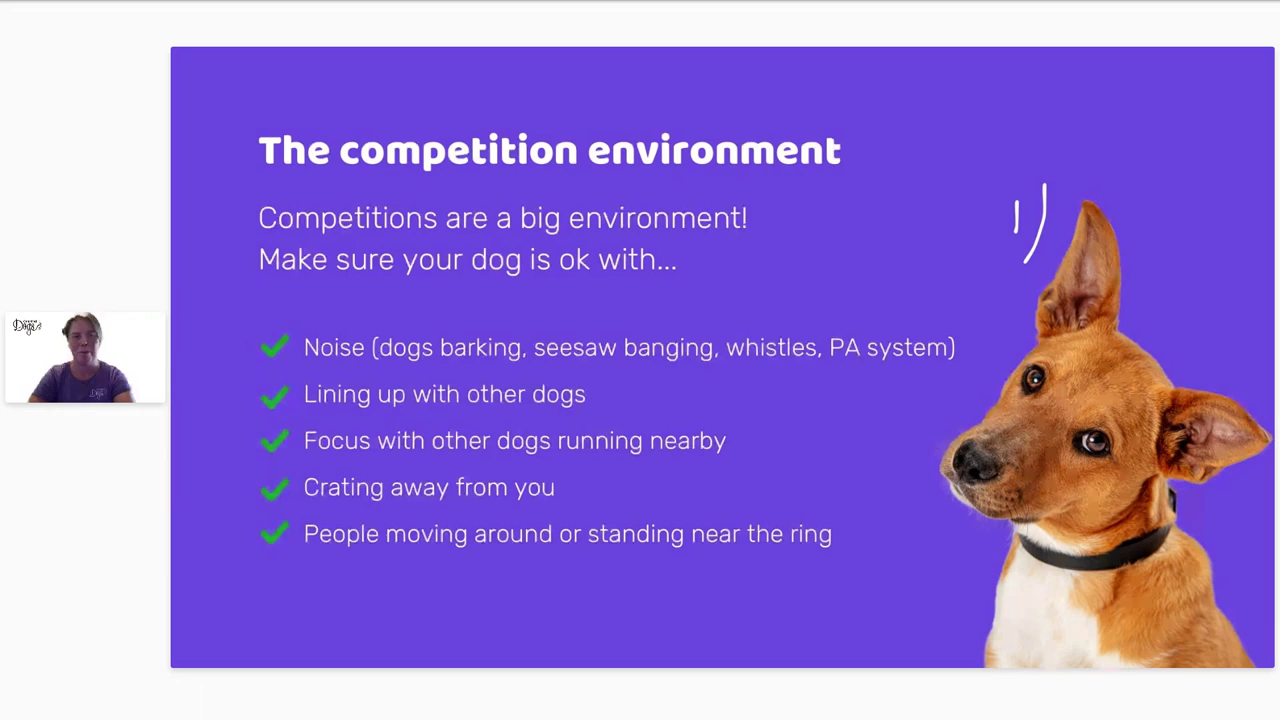 The competition environment
Competitions are a big environment!
Make sure your dog is ok with...
Noise (dogs barking, seesaw banging, whistles, PA system)
Lining up with other dogs
Focus with other dogs running nearby
Crating away from you
People moving around or standing near the ring
Dogs